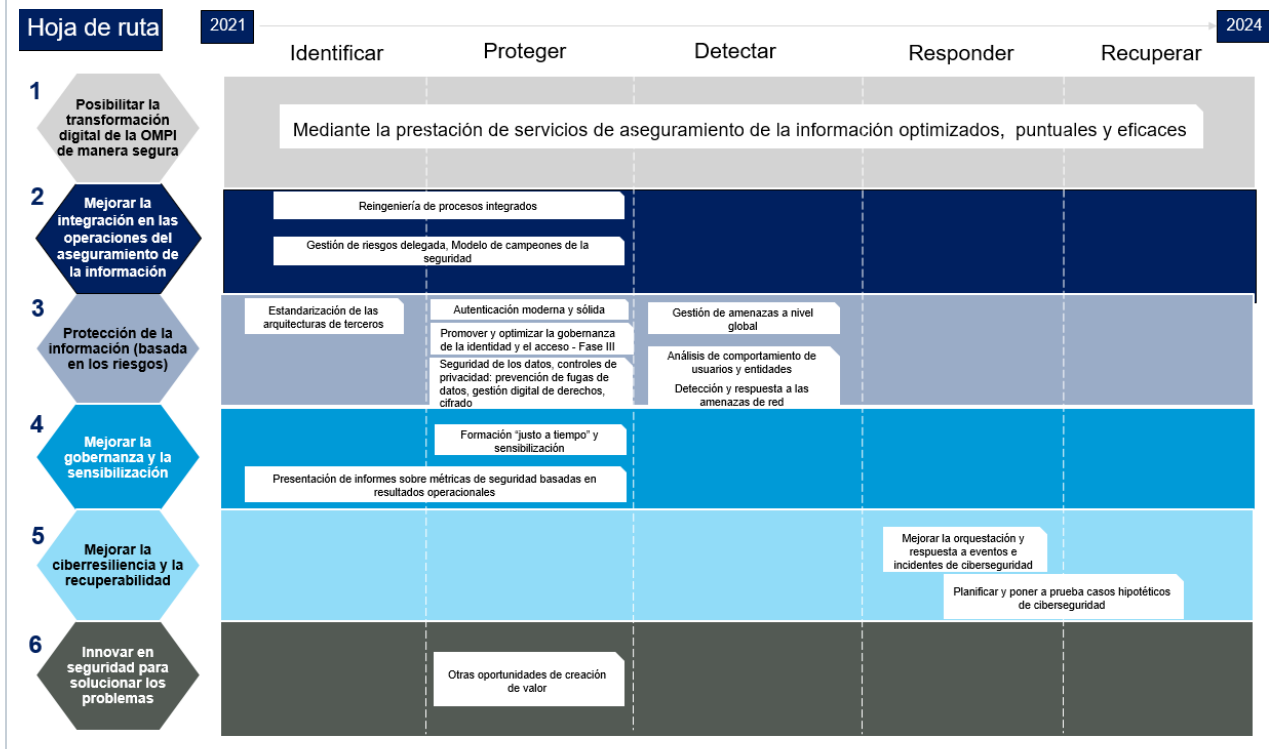 Hoja de ruta
2021
2024
Identificar
Proteger
Detectar
Responder
Recuperar
1
Posibilitar la
transformación
digital de la OMPI
de manera segura
Mediante la prestación de servicios de aseguramiento de la información optimizados, puntuales y eficaces
2
Mejorar la
integración en las
operaciones del
aseguramiento de
la información
Reingeniería de procesos integrados
Gestión de riesgos delegada, Modelo de campeones de la
seguridad
3
Protección de la
información (basada
en los riesgos)
Estandarización de las
arquitecturas de terceros
Autenticación moderna y sólida
Promover y optimizar la gobernanza
de la identidad y el acceso - Fase III
Seguridad de los datos, controles de
privacidad: prevención de fugas de
datos, gestión digital de derechos,
cifrado
Gestión de amenazas a nivel
global
Análisis de comportamiento de
usuarios y entidades
Detección y respuesta a las
amenazas de red
4
Mejorar la
gobernanza y la
sensibilización
Formación “justo a tiempo” y
sensibilización
Presentación de informes sobre métricas de seguridad basadas en
resultados operacionales
5
Mejorar la
ciberresiliencia y la
recuperabilidad
Mejorar la orquestación y
respuesta a eventos e
incidentes de ciberseguridad
Planificar y poner a prueba casos hipotéticos
de ciberseguridad
6
Innovar en
seguridad para
solucionar los
problemas
Otras oportunidades de creación
de valor